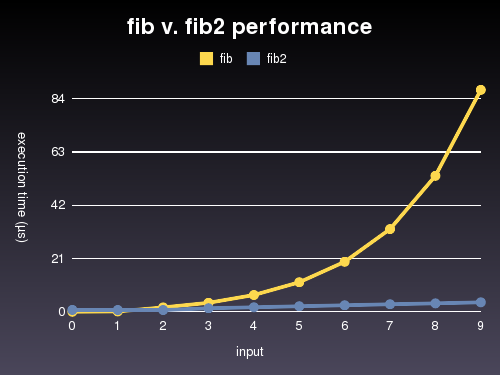 fib v. fib2 performance
fib fib2
84
63
42
21
0
execution time (µs)
0 1 2 3 4 5 6 7 8 9
input